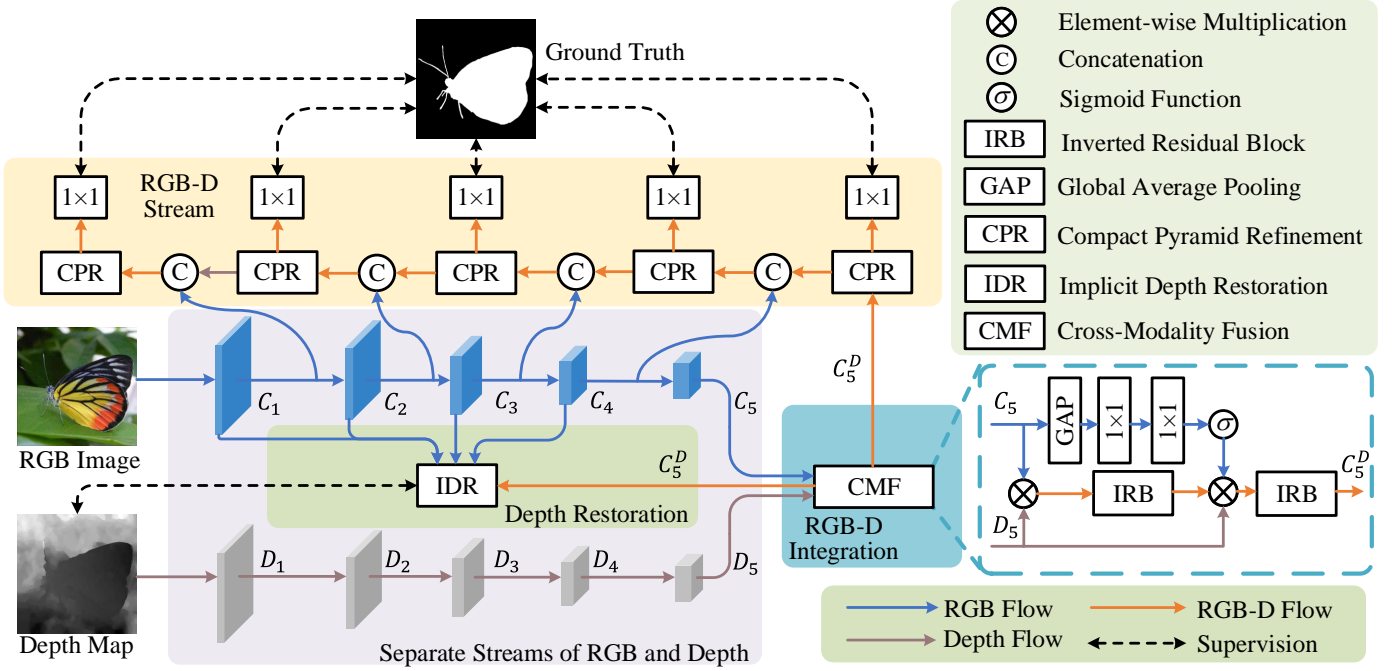 Ground Truth
RGB-D
Stream
1×1
1×1
1×1
1×1
1×1
CPR
C
CPR
C
CPR
C
CPR
C
CPR
RGB Image
C₁
C₂
C₃
C₄
C₅
C₅ᴰ
C₅ᴰ
IDR
Depth Restoration
CMF
RGB-D
Integration
D₁
D₂
D₃
D₄
D₅
Depth Map
Separate Streams of RGB and Depth
Element-wise Multiplication
C
Concatenation
σ
Sigmoid Function
IRB
Inverted Residual Block
GAP
Global Average Pooling
CPR
Compact Pyramid Refinement
IDR
Implicit Depth Restoration
CMF
Cross-Modality Fusion
C₅
GAP
1×1
1×1
σ
D₅
IRB
IRB
C₅ᴰ
RGB Flow
RGB-D Flow
Depth Flow
Supervision